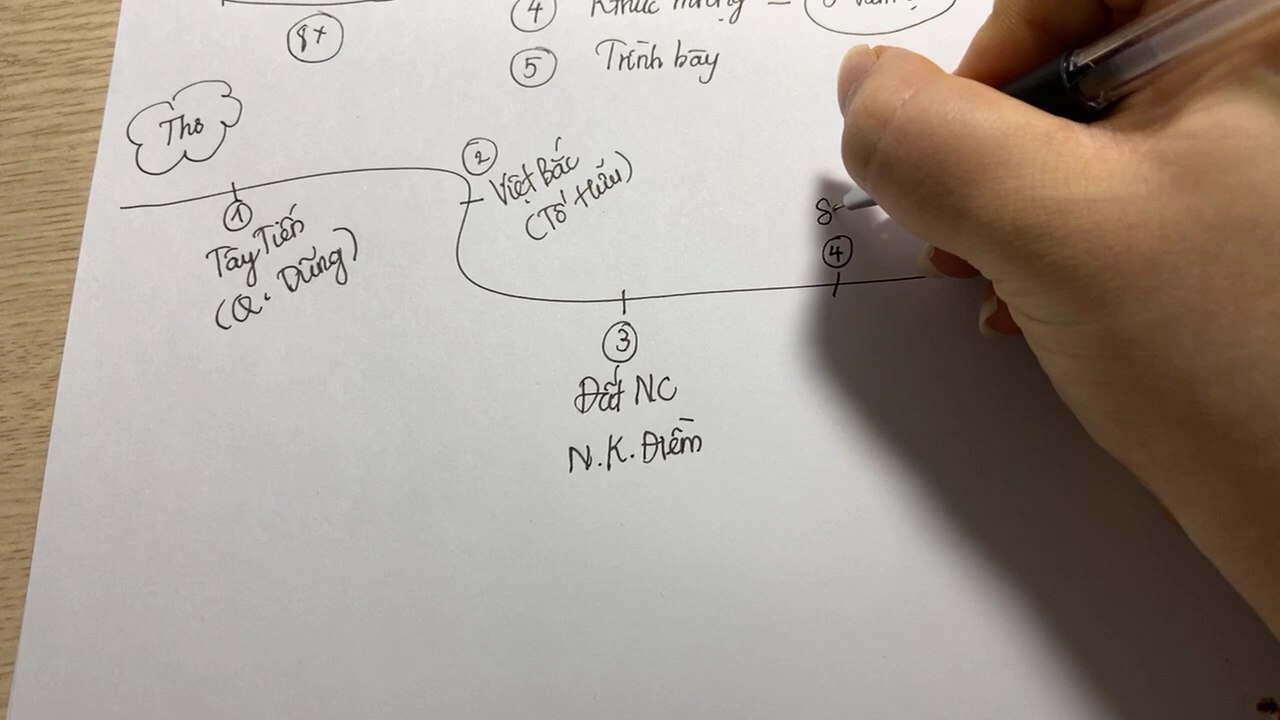 8+
4
5 Trình bày
Thơ
1
Tây Tiến
(Q. Dũng)
2
Việt Bắc
(Tố Hữu)
3
Đất NC
N.K.Điềm
4
S